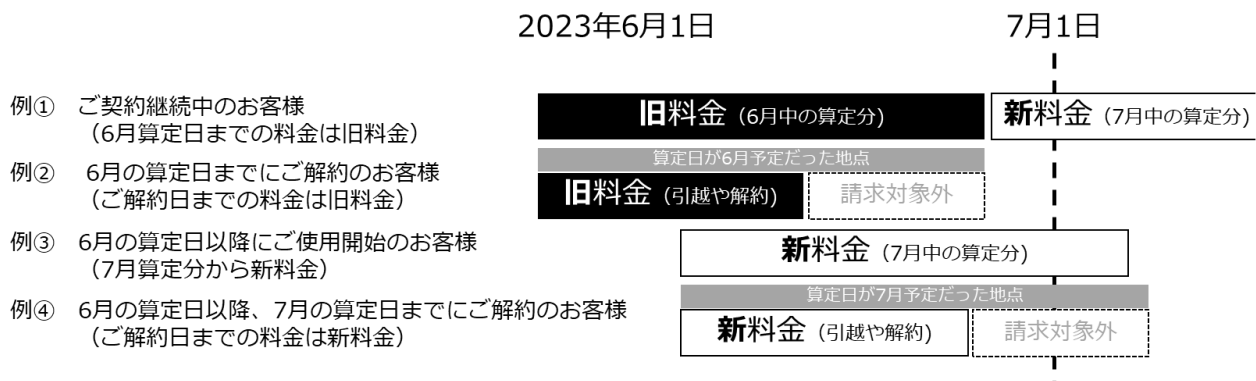 2023年6月1日 7月1日
例① ご契約継続中のお客様
（6月算定日までの料金は旧料金）
旧料金（6月中の算定分) 新料金（7月中の算定分)
例② 6月の算定日までにご解約のお客様
（ご解約日までの料金は旧料金）
算定日が6月予定だった地点
旧料金（引越や解約) 請求対象外
例③ 6月の算定日以降にご使用開始のお客様
（7月算定分から新料金）
新料金（7月中の算定分)
例④ 6月の算定日以降、7月の算定日までにご解約のお客様
（ご解約日までの料金は新料金）
算定日が7月予定だった地点
新料金（引越や解約) 請求対象外